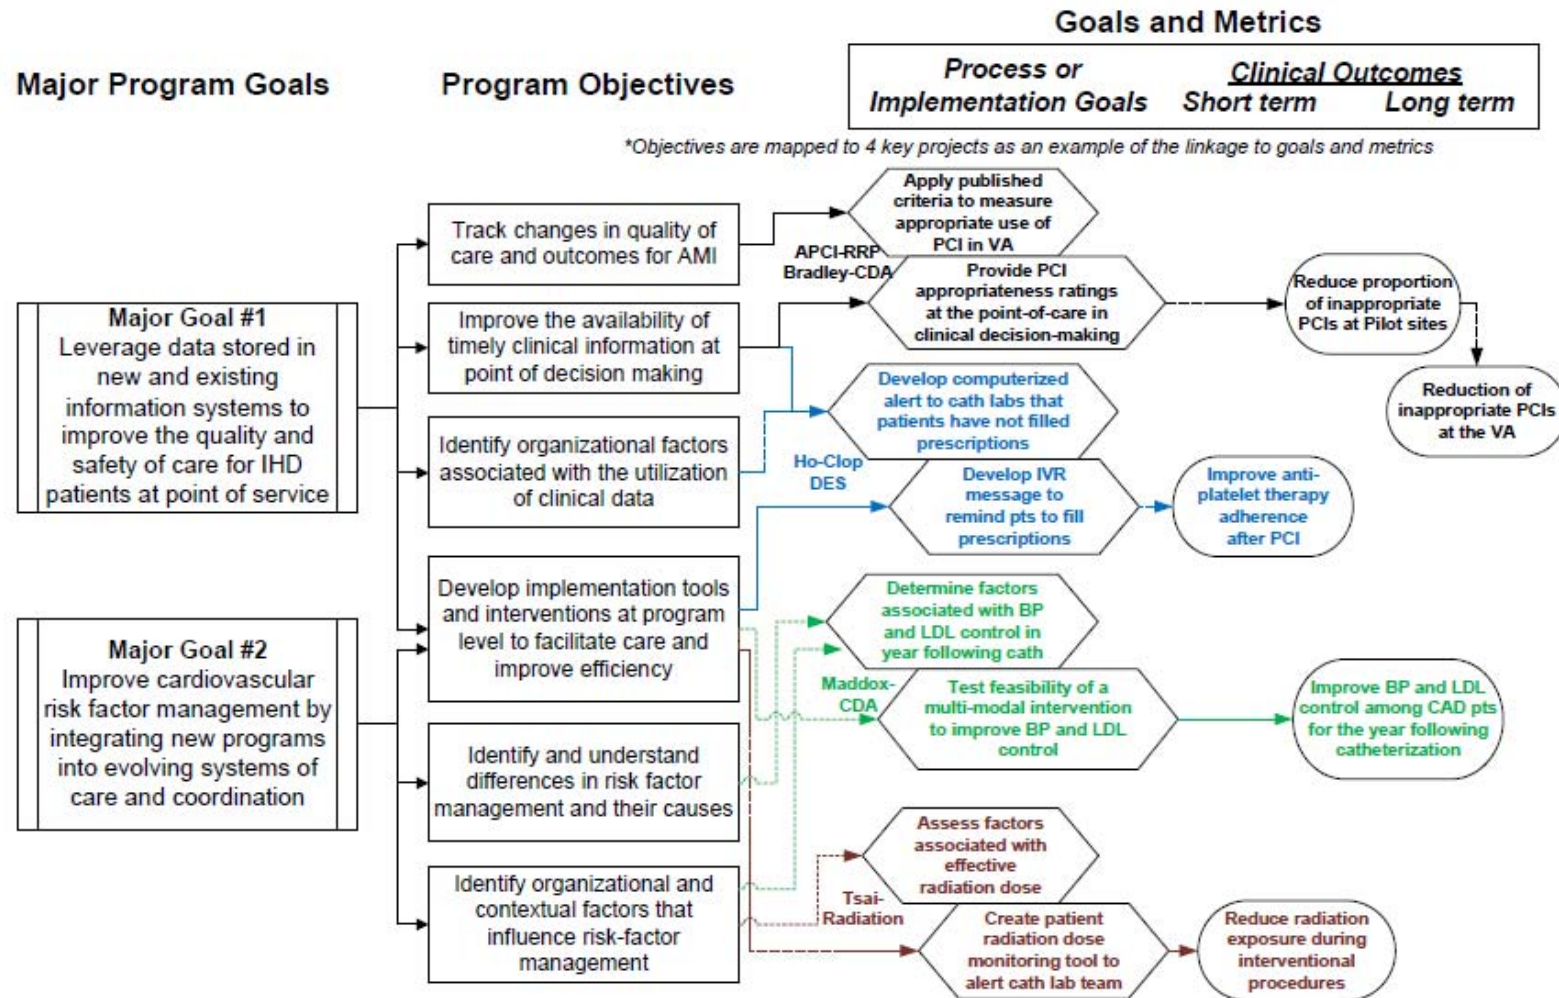 Goals and Metrics
Major Program Goals
Program Objectives
Process or
Implementation Goals
Clinical Outcomes
Short term
Long term
*Objectives are mapped to 4 key projects as an example of the linkage to goals and metrics
Major Goal #1
Leverage data stored in
new and existing
information systems to
improve the quality and
safety of care for IHD
patients at point of service
Major Goal #2
Improve cardiovascular
risk factor management by
integrating new programs
into evolving systems of
care and coordination
Track changes in quality of
care and outcomes for AMI
Improve the availability of
timely clinical information at
point of decision making
Identify organizational factors
associated with the utilization
of clinical data
Develop implementation tools
and interventions at program
level to facilitate care and
improve efficiency
Identify and understand
differences in risk factor
management and their causes
Identify organizational and
contextual factors that
influence risk-factor
management
Apply published
criteria to measure
appropriate use of
PCI in VA
APCI-RRP
Bradley-CDA
Provide PCI
appropriateness ratings
at the point-of-care in
clinical decision-making
Reduce proportion
of inappropriate
PCIs at Pilot sites
Reduction of
inappropriate PCIs
at the VA
Develop computerized
alert to cath labs that
patients have not filled
prescriptions
Ho-Clop
DES
Develop IVR
message to
remind pts to fill
prescriptions
Improve anti-
platelet therapy
adherence
after PCI
Determine factors
associated with BP
and LDL control in
year following cath
Maddox-
CDA
Test feasibility of a
multi-modal intervention
to improve BP and LDL
control
Improve BP and LDL
control among CAD pts
for the year following
catheterization
Assess factors
associated with
effective
radiation dose
Tsai-
Radiation
Create patient
radiation dose
monitoring tool to
alert cath lab team
Reduce radiation
exposure during
interventional
procedures